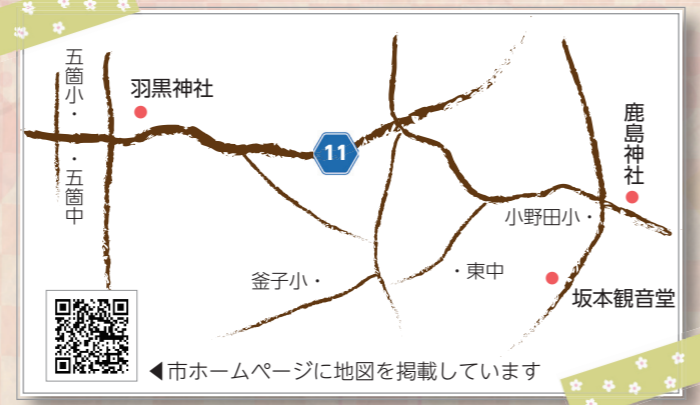 五箇小・
・五箇中
羽黒神社
11
鹿島神社
小野田小・
釜子小・
・東中
坂本観音堂
◀市ホームページに地図を掲載しています